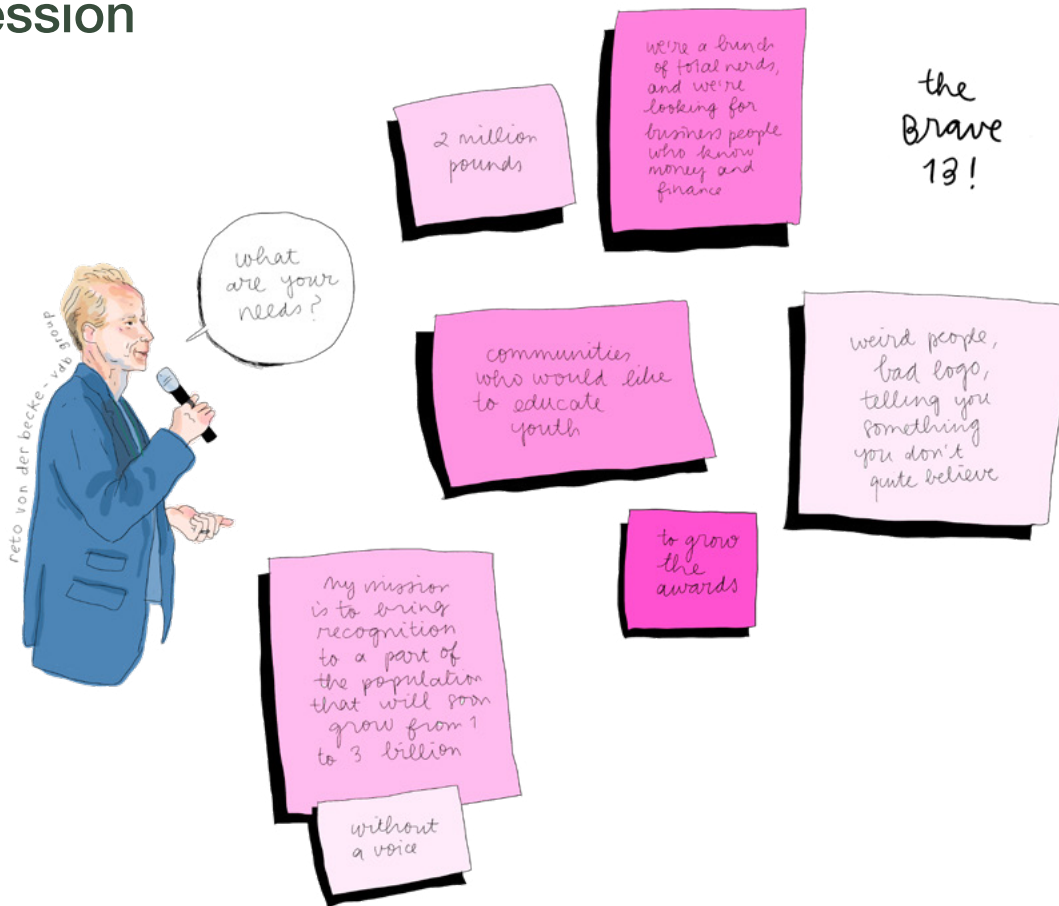 ession
2 million
pounds
we're a bunch
of total nerds,
and we're
looking for
business people
who know
money and
finance
the
Brave
13!
what
are your
needs?
reto von der becke - vdb group
communities
who would like
to educate
youth
weird people,
bad logo,
telling you
something
you don't
quite believe
to grow
the
awards
my mission
is to bring
recognition
to a part of
the population
that will soon
grow from 1
to 3 billion
without
a voice